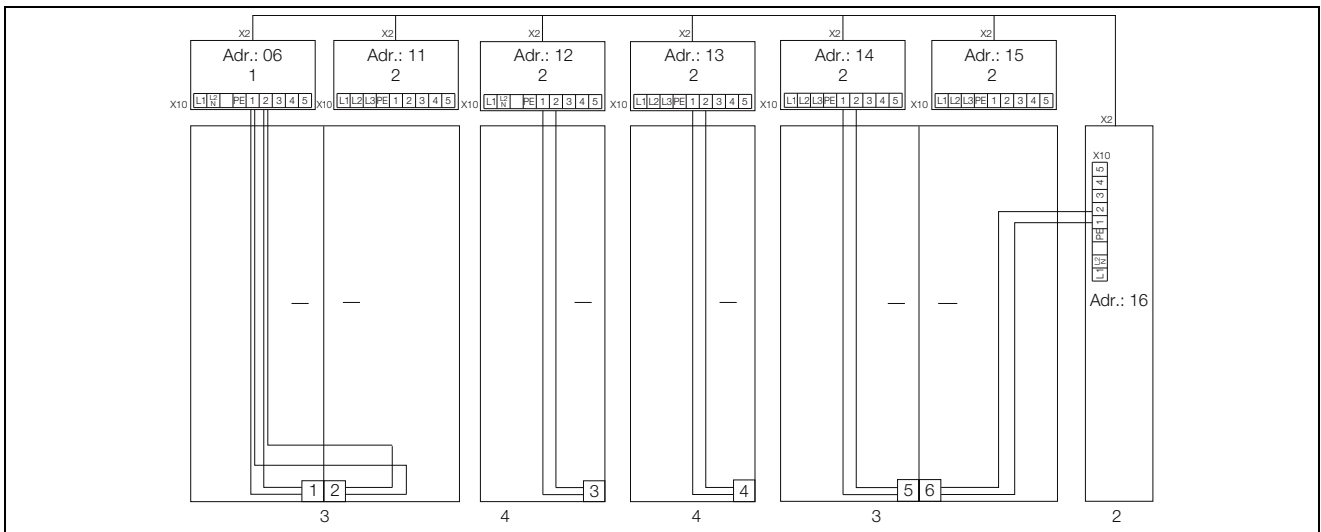 X2 X2 X2 X2 X2 X2
Adr.: 06 Adr.: 11 Adr.: 12 Adr.: 13 Adr.: 14 Adr.: 15
1 2 2 2 2 2
X10 L1 L2 N PE 1 2 3 4 5
X10 L1 L2 L3 PE 1 2 3 4 5
X10 L1 L2 N PE 1 2 3 4 5
X10 L1 L2 L3 PE 1 2 3 4 5
X10 L1 L2 L3 PE 1 2 3 4 5
X10 L1 L2 L3 PE 1 2 3 4 5
X2
X10
L1 L2 N PE 1 2 3 4 5
Adr.: 16
1 2 3 4 5 6
3 4 4 3 2